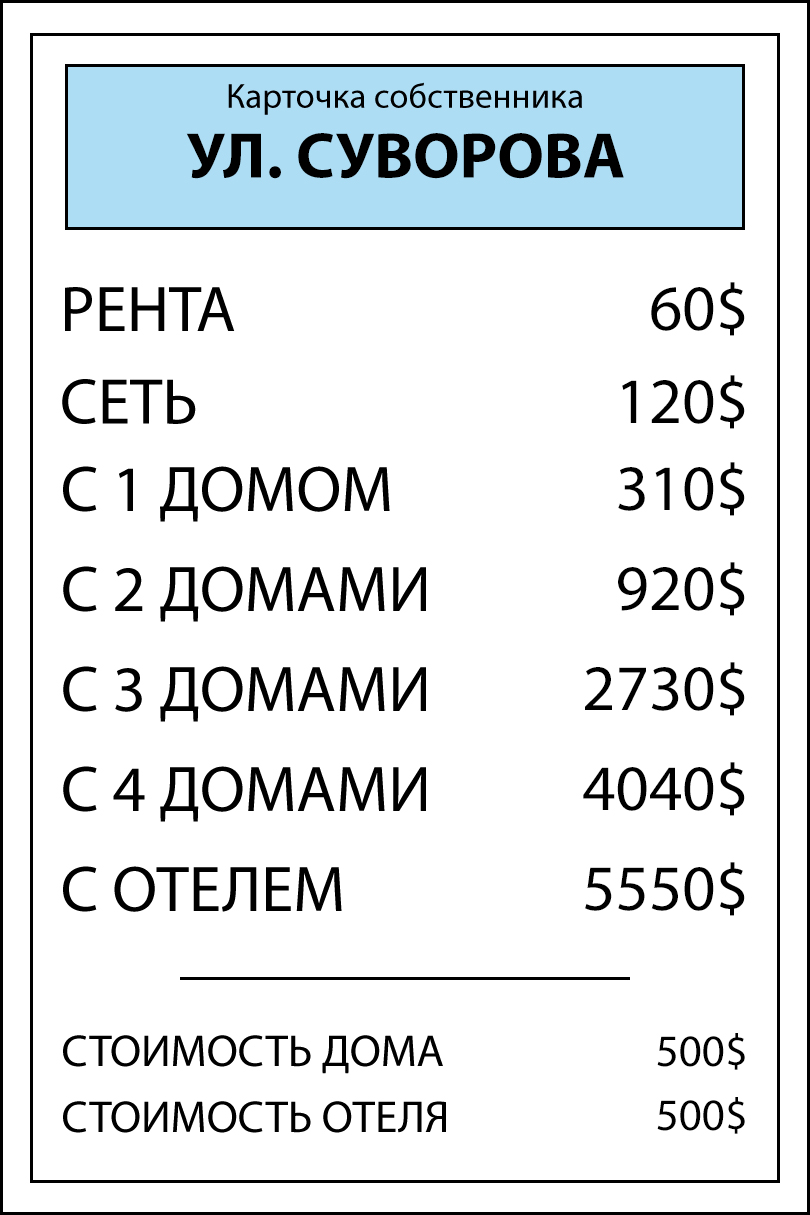 Карточка собственника
УЛ. СУВОРОВА
РЕНТА 60$
СЕТЬ 120$
С 1 ДОМОМ 310$
С 2 ДОМАМИ 920$
С 3 ДОМАМИ 2730$
С 4 ДОМАМИ 4040$
С ОТЕЛЕМ 5550$
СТОИМОСТЬ ДОМА 500$
СТОИМОСТЬ ОТЕЛЯ 500$